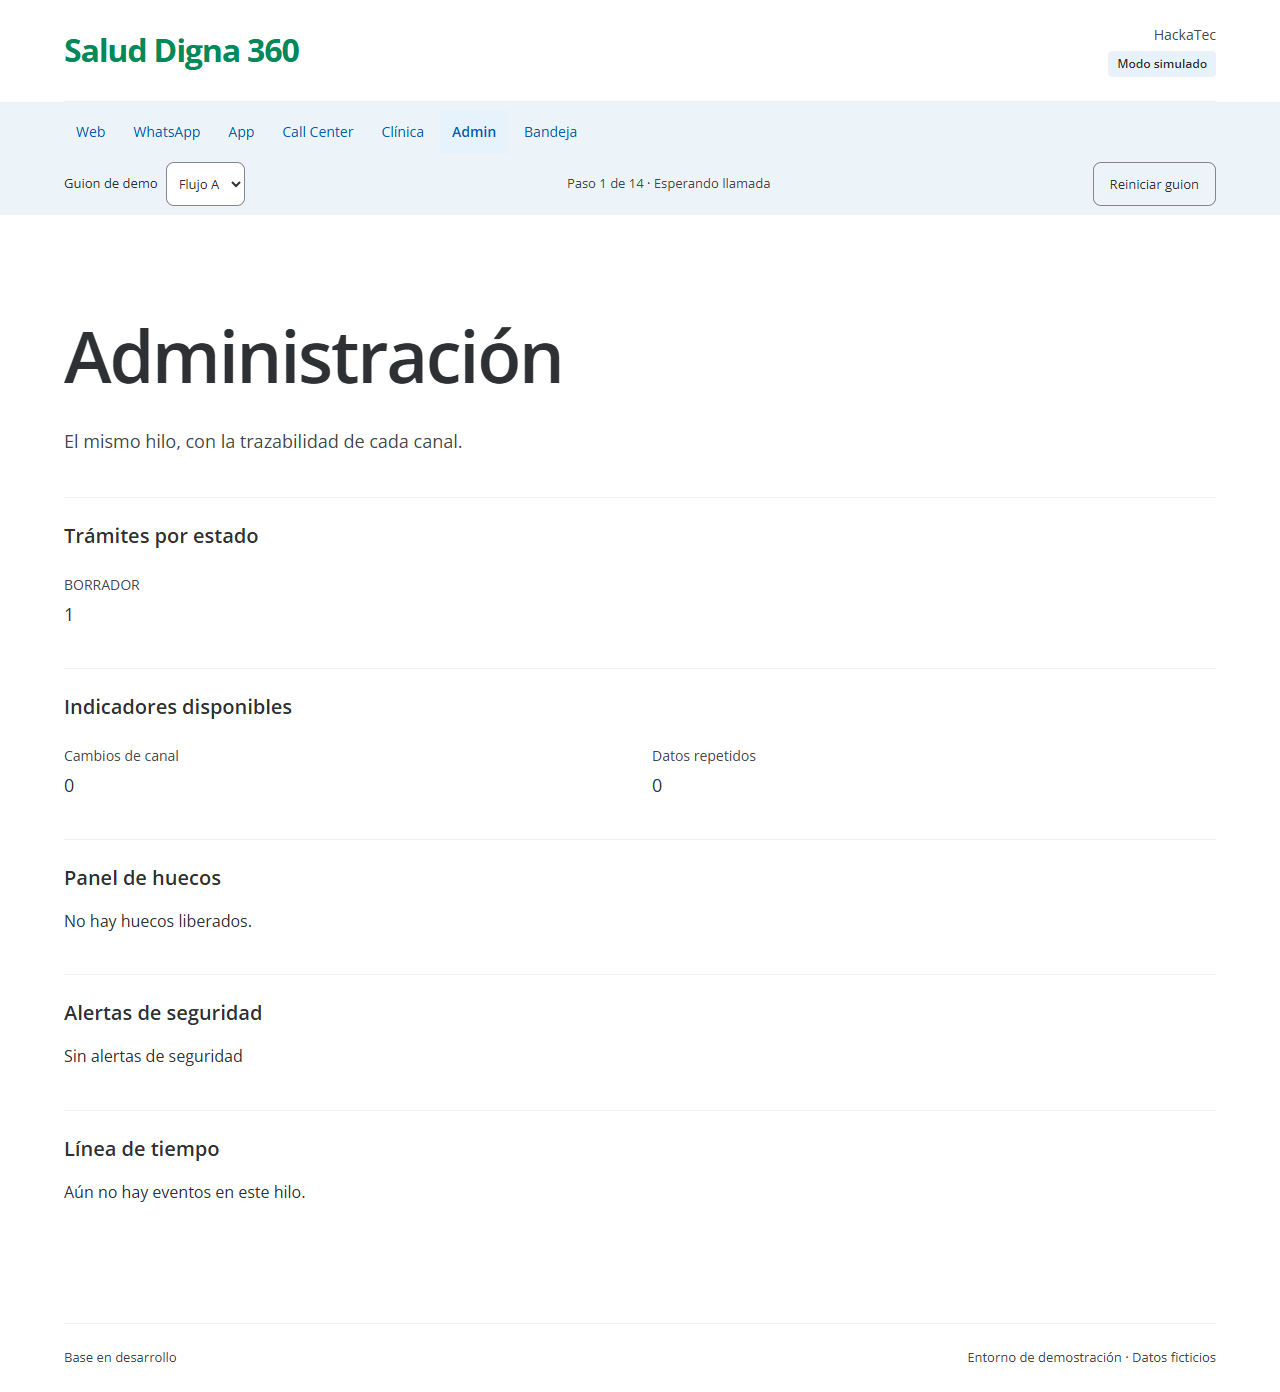 Salud Digna 360
HackaTec
Modo simulado
Web WhatsApp App Call Center Clínica Admin Bandeja
Guion de demo Flujo A Paso 1 de 14 · Esperando llamada Reiniciar guion
Administración
El mismo hilo, con la trazabilidad de cada canal.
Trámites por estado
BORRADOR
1
Indicadores disponibles
Cambios de canal Datos repetidos
0 0
Panel de huecos
No hay huecos liberados.
Alertas de seguridad
Sin alertas de seguridad
Línea de tiempo
Aún no hay eventos en este hilo.
Base en desarrollo Entorno de demostración · Datos ficticios